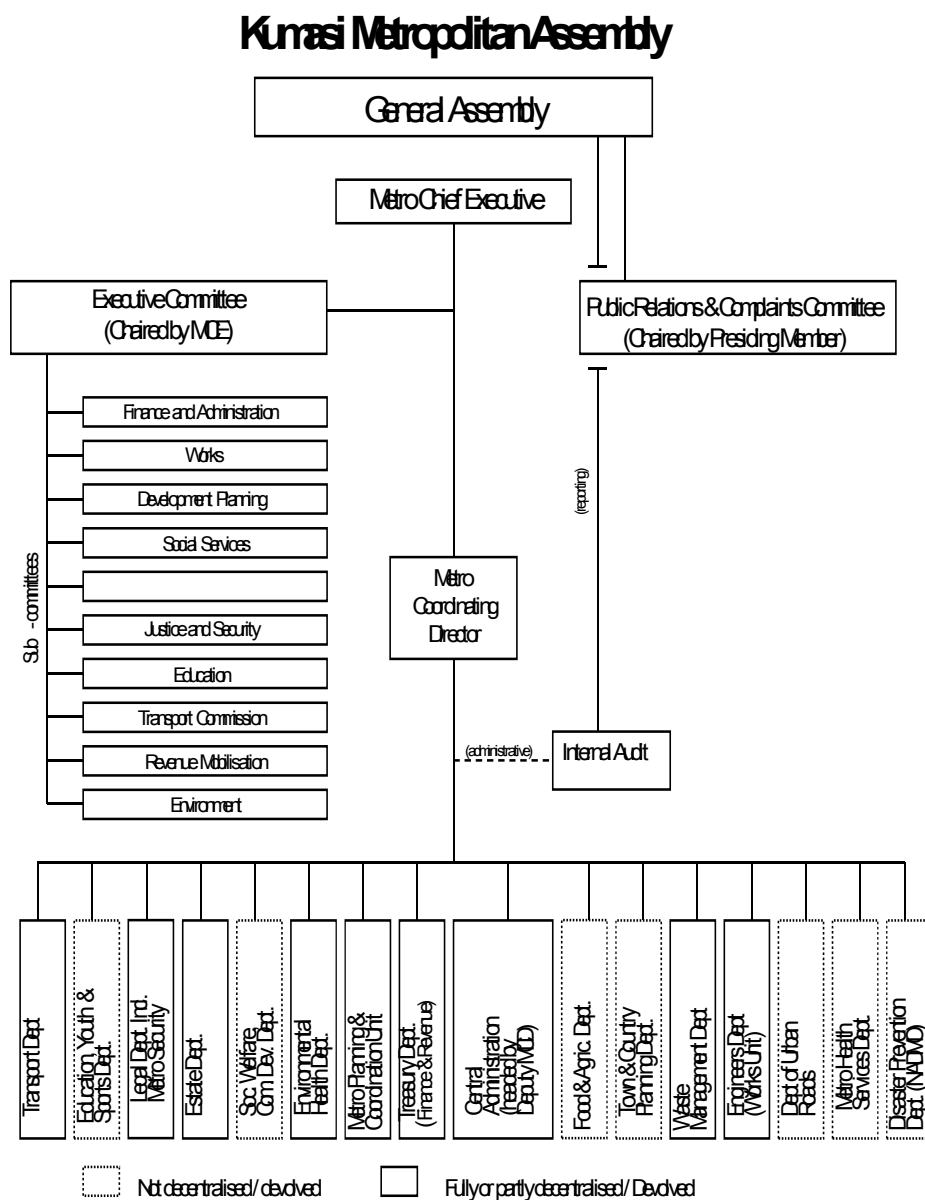 Kumasi Metropolitan Assembly
General Assembly
Metro Chief Executive
Executive Committee
(Chaired by MCE)
Public Relations & Complaints Committee
(Chaired by Presiding Member)
Finance and Administration
Works
Development Planning
Social Services
Justice and Security
Education
Transport Commission
Revenue Mobilisation
Environment
Sub - committees
Metro
Coordinating
Director
(reporting)
(administrative)
Internal Audit
Transport Dept
Education, Youth &
Sports Dept.
Legal Dept. Incl.
Metro Security
Estate Dept.
Soc. Welfare
Com. Dev. Dept.
Environmental
Health Dept.
Metro Planning &
Coordination Unit
Treasury Dept.
(Finance & Revenue)
Central
Administration
(headed by
Deputy MCD)
Food & Agric. Dept.
Town & Country
Planning Dept.
Waste
Management Dept
Engineers Dept.
(Works Unit)
Dept of Urban
Roads
Metro Health
Services Dept.
Disaster Prevention
Dept. (NADMO)
Not decentralised / devolved
Fully or partly decentralised / Devolved